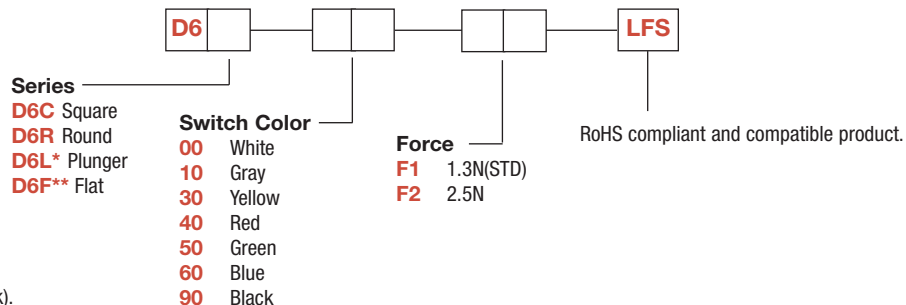 D6
LFS
Series
D6C Square
D6R Round
D6L* Plunger
D6F** Flat
Switch Color
00 White
10 Gray
30 Yellow
40 Red
50 Green
60 Blue
90 Black
Force
F1 1.3N(STD)
F2 2.5N
RoHS compliant and compatible product.
k).